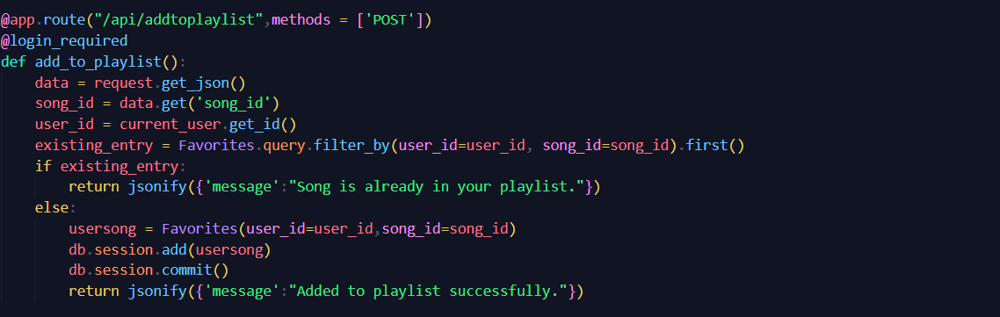 @app.route("/api/addtoplaylist",methods = ['POST'])
@login_required
def add_to_playlist():
    data = request.get_json()
    song_id = data.get('song_id')
    user_id = current_user.get_id()
    existing_entry = Favorites.query.filter_by(user_id=user_id, song_id=song_id).first()
    if existing_entry:
        return jsonify({'message':"Song is already in your playlist."})
    else:
        usersong = Favorites(user_id=user_id,song_id=song_id)
        db.session.add(usersong)
        db.session.commit()
        return jsonify({'message':"Added to playlist successfully."})